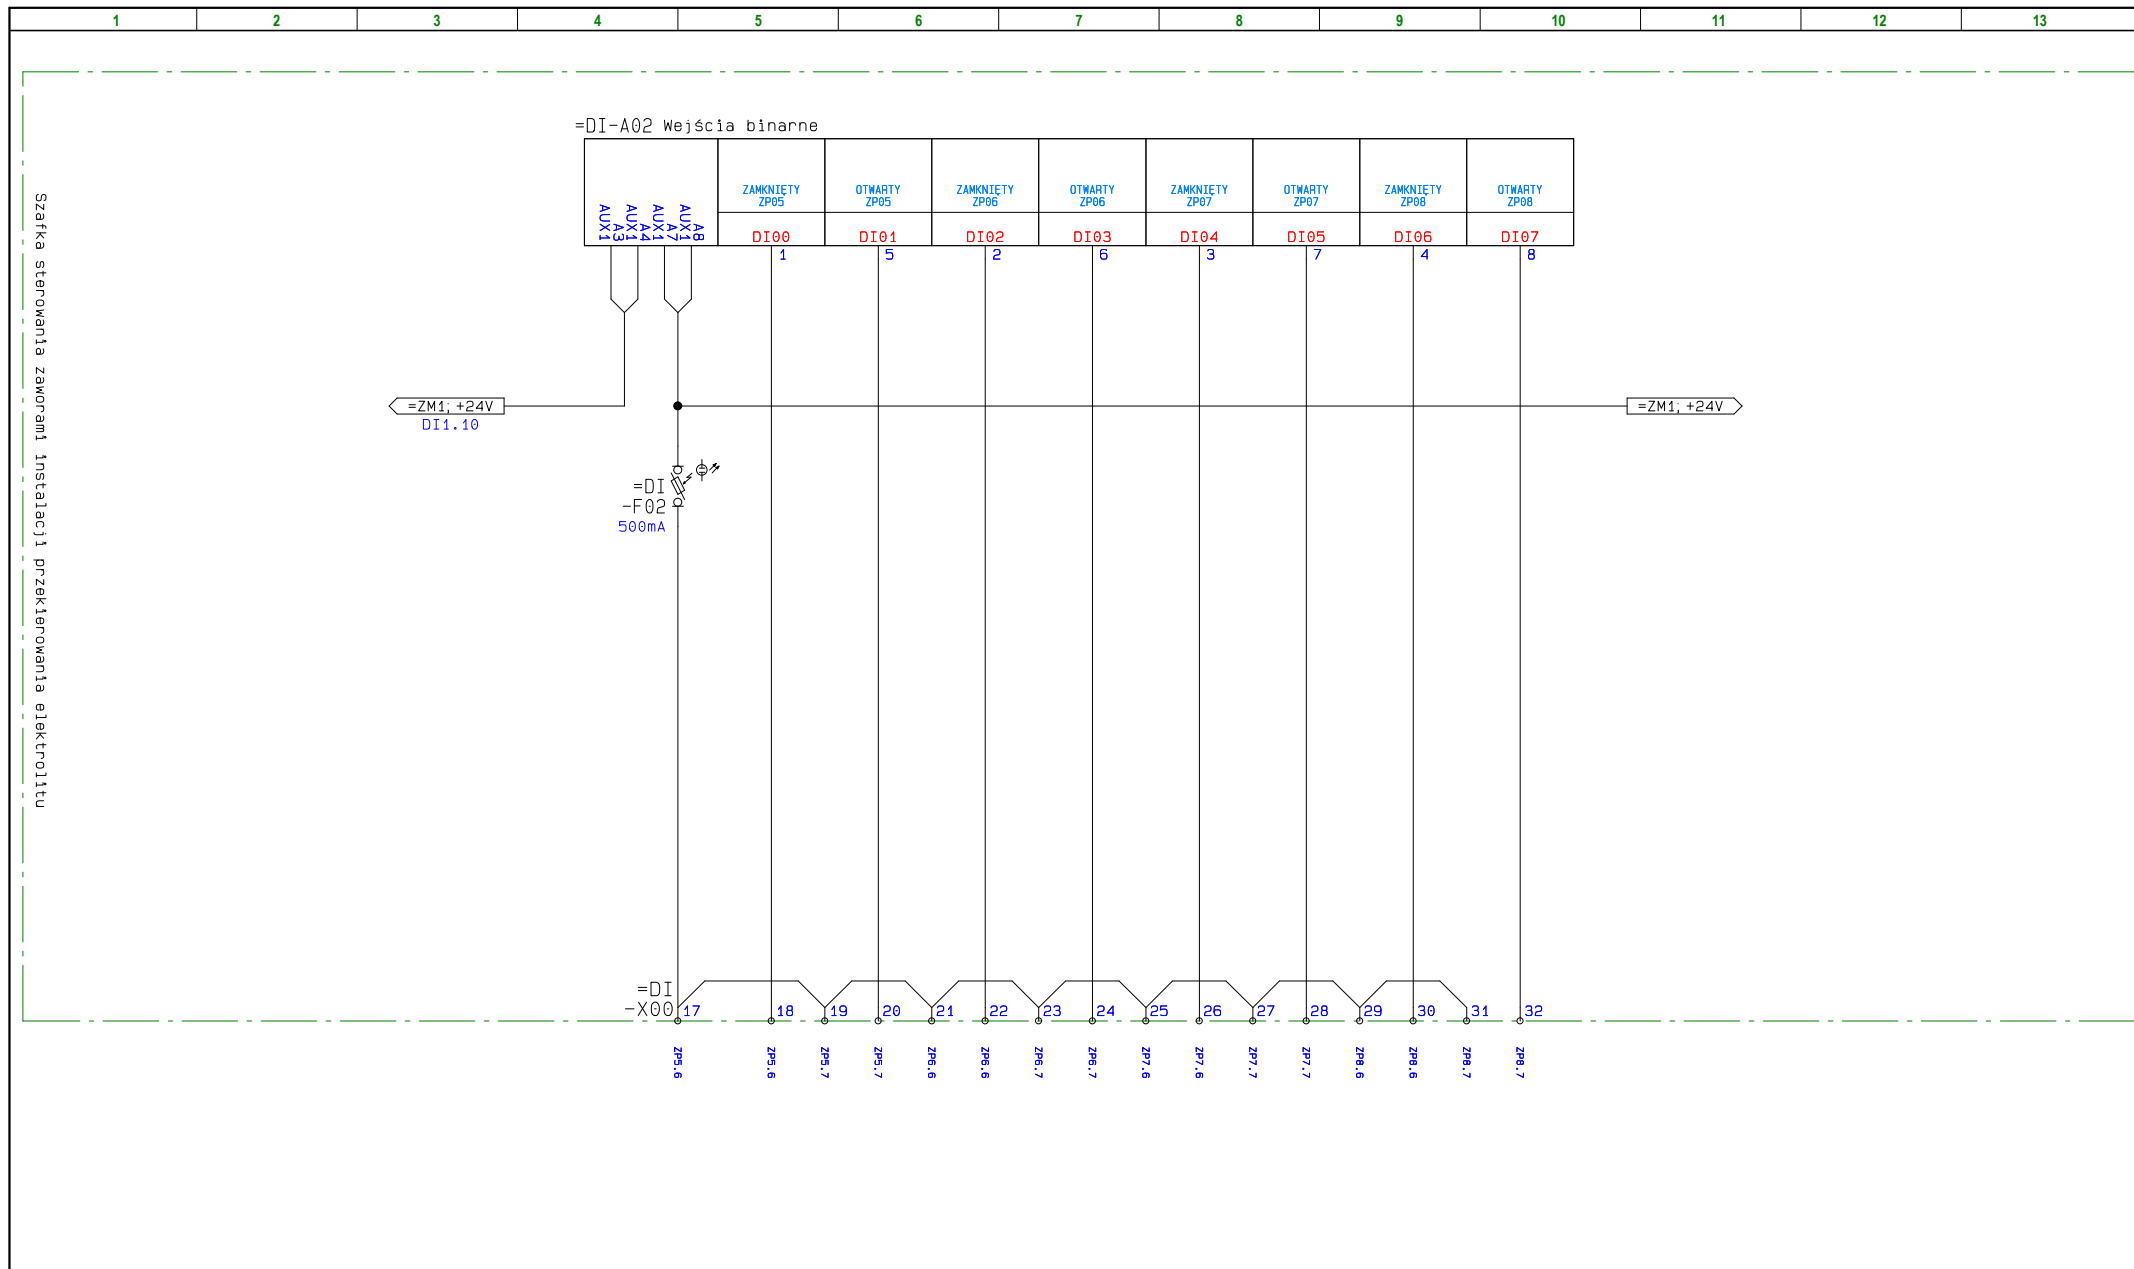 1 2 3 4 5 6 7 8 9 10 11 12 13
=DI-A02 Wejścia binarne
ZAMKNIĘTY
ZP05
OTWARTY
ZP05
ZAMKNIĘTY
ZP06
OTWARTY
ZP06
ZAMKNIĘTY
ZP07
OTWARTY
ZP07
ZAMKNIĘTY
ZP08
OTWARTY
ZP08
AUX1
A3
AUX1
A4
AUX1
A7
AUX1
A8
DI00 DI01 DI02 DI03 DI04 DI05 DI06 DI07
1 5 2 6 3 7 4 8
Szafka sterowania zaworami instalacji przekierowania elektrolitu
=ZM1; +24V
DI1.10
=ZM1; +24V
=DI
-F02
500mA
=DI
-X00
17 18 19 20 21 22 23 24 25 26 27 28 29 30 31 32
ZP5.6
ZP5.6
ZP5.7
ZP5.7
ZP6.6
ZP6.6
ZP6.7
ZP6.7
ZP7.6
ZP7.6
ZP7.7
ZP7.7
ZP8.6
ZP8.6
ZP8.7
ZP8.7